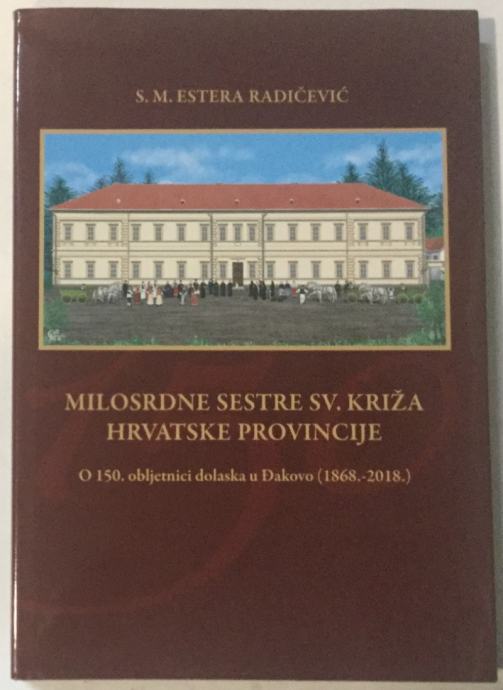 S. M. ESTERA RADIČEVIĆ
MILOSRDNE SESTRE SV. KRIŽA
HRVATSKE PROVINCIJE
O 150. obljetnici dolaska u Đakovo (1868.-2018.)